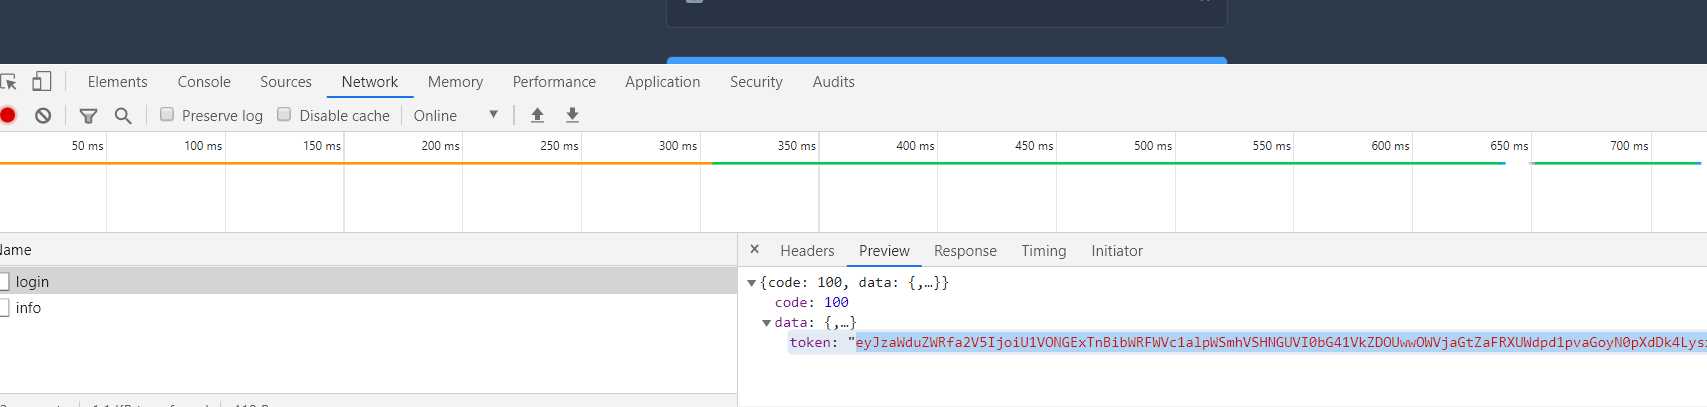 Elements Console Sources Network Memory Performance Application Security Audits
Preserve log Disable cache Online
50 ms 100 ms 150 ms 200 ms 250 ms 300 ms 350 ms 400 ms 450 ms 500 ms 550 ms 600 ms 650 ms 700 ms
Name × Headers Preview Response Timing Initiator
login
info
{code: 100, data: {,…}}
code: 100
data: {,…}
token: "eyJzaWduZWRfa2V5IjoiU1VONGExTnBibWRFWVc1alpWSmhVSHNGUVI0bG41VkZDOUwwOWVjaGtZaFRXUWdpd1pvaGoyN0pXdDk4Lys